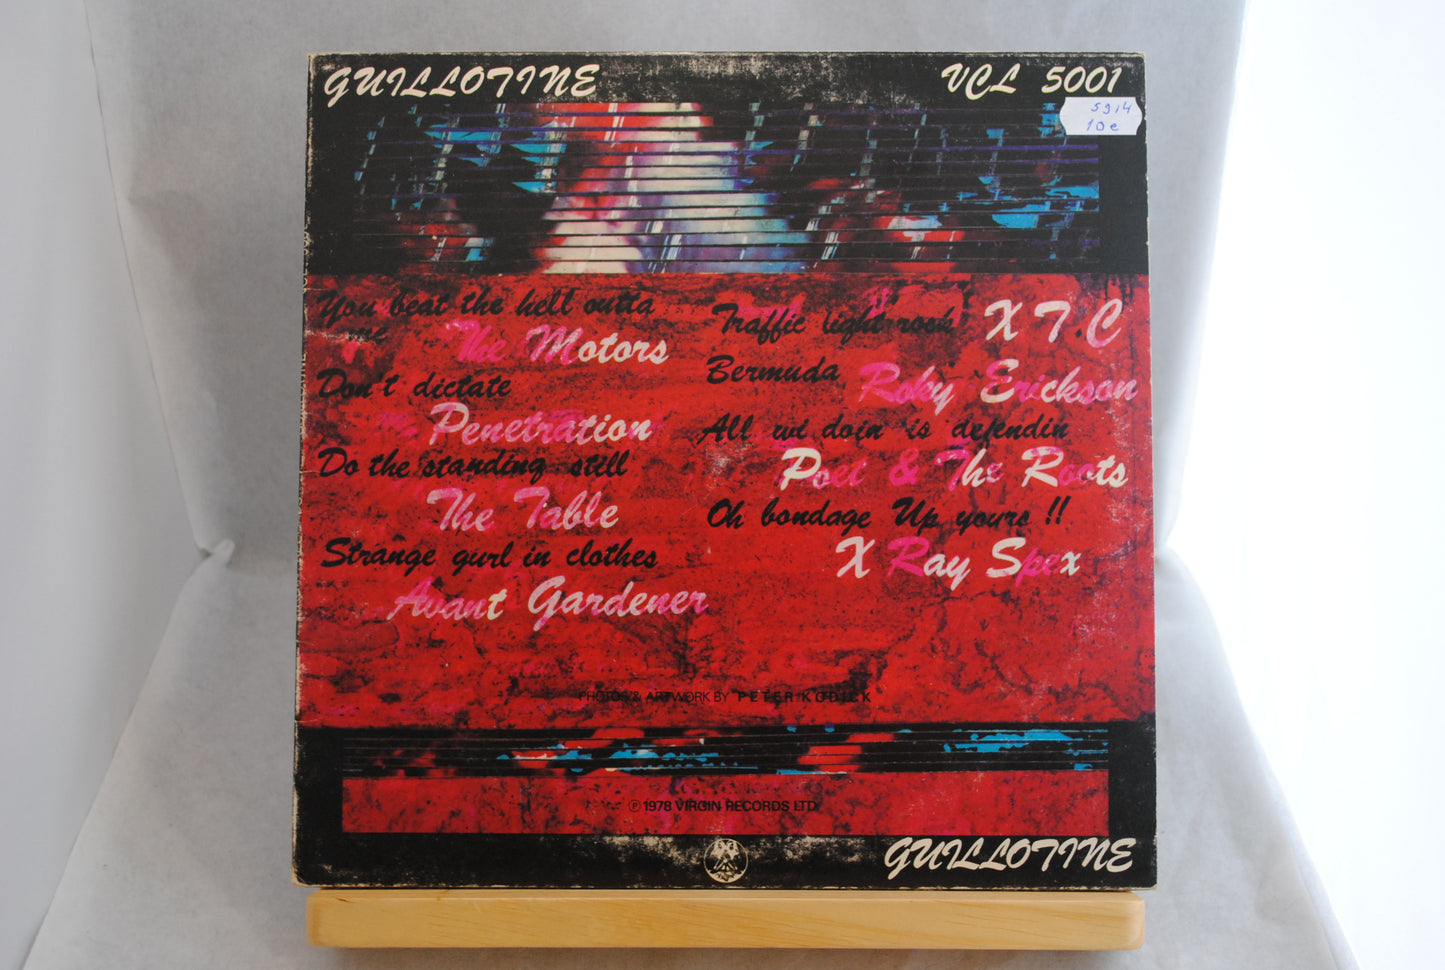 GUILLOTINE
VCL 5001
5914
10e
You beat the hell outta
me
The Motors
Don't dictate
Penetration
Do the standing still
The Table
Strange gurl in clothes
Avant Gardener
Traffic light rock
XTC
Bermuda
Roky Erickson
All wi doin is defendin
Poet & The Roots
Oh bondage Up yours !!
X Ray Spex
PHOTOS & ARTWORK BY PETER KODICK
℗ 1978 VIRGIN RECORDS LTD.
GUILLOTINE